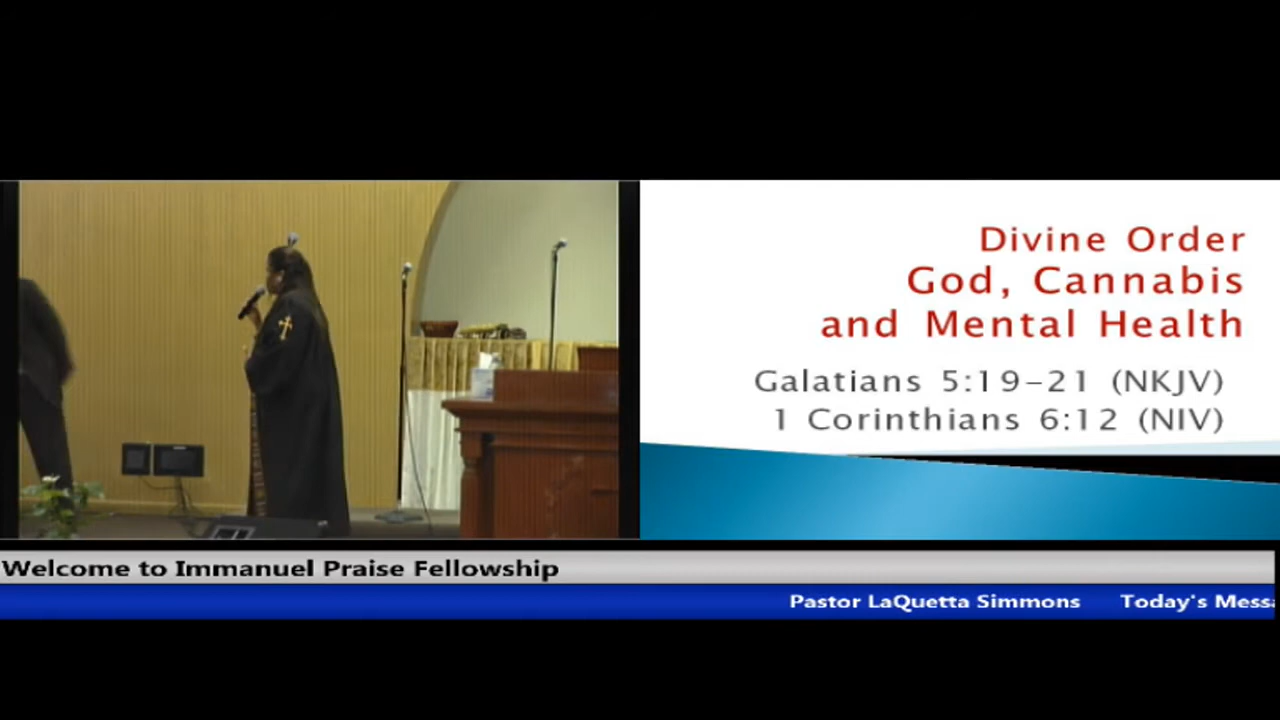 Divine Order
God, Cannabis
and Mental Health
Galatians 5:19-21 (NKJV)
1 Corinthians 6:12 (NIV)
Welcome to Immanuel Praise Fellowship
Pastor LaQuetta Simmons Today's Messa